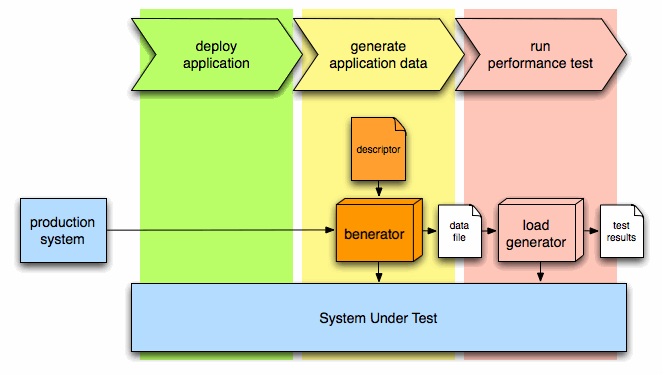 deploy
application
generate
application data
run
performance test
descriptor
production
system
benerator
data
file
load
generator
test
results
System Under Test